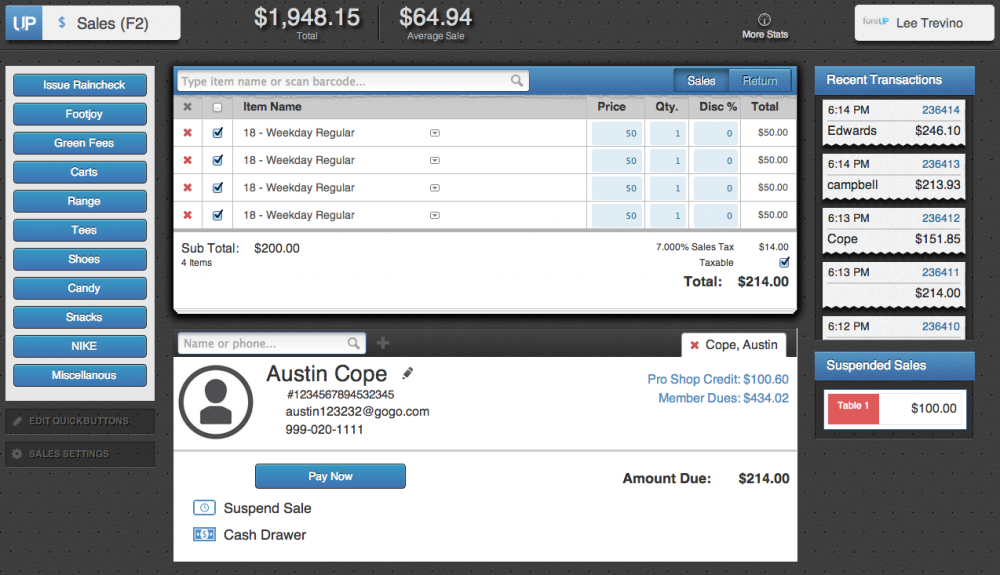 UP $ Sales (F2)
$1,948.15
Total
$64.94
Average Sale
More Stats
foreUP Lee Trevino
Issue Raincheck
Footjoy
Green Fees
Carts
Range
Tees
Shoes
Candy
Snacks
NIKE
Miscellanous
EDIT QUICKBUTTONS
SALES SETTINGS
Type item name or scan barcode...
Sales Return
Item Name Price Qty. Disc % Total
18 - Weekday Regular 50 1 0 $50.00
18 - Weekday Regular 50 1 0 $50.00
18 - Weekday Regular 50 1 0 $50.00
18 - Weekday Regular 50 1 0 $50.00
Sub Total: $200.00 7.000% Sales Tax $14.00
4 Items Taxable
Total: $214.00
Name or phone...
Cope, Austin
Austin Cope
#1234567894532345
austin123232@gogo.com
999-020-1111
Pro Shop Credit: $100.60
Member Dues: $434.02
Pay Now
Amount Due: $214.00
Suspend Sale
Cash Drawer
Recent Transactions
6:14 PM 236414
Edwards $246.10
6:14 PM 236413
campbell $213.93
6:13 PM 236412
Cope $151.85
6:13 PM 236411
$214.00
6:12 PM 236410
Suspended Sales
Table 1 $100.00